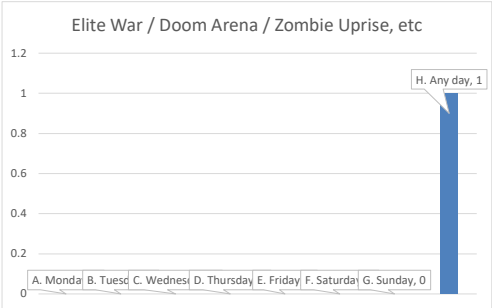 Elite War / Doom Arena / Zombie Uprise, etc
1.2
H. Any day, 1
1
0.8
0.6
0.4
0.2
A. Monda B. Tuesd C. Wednes D. Thursday E. Friday F. Saturday G. Sunday, 0
0